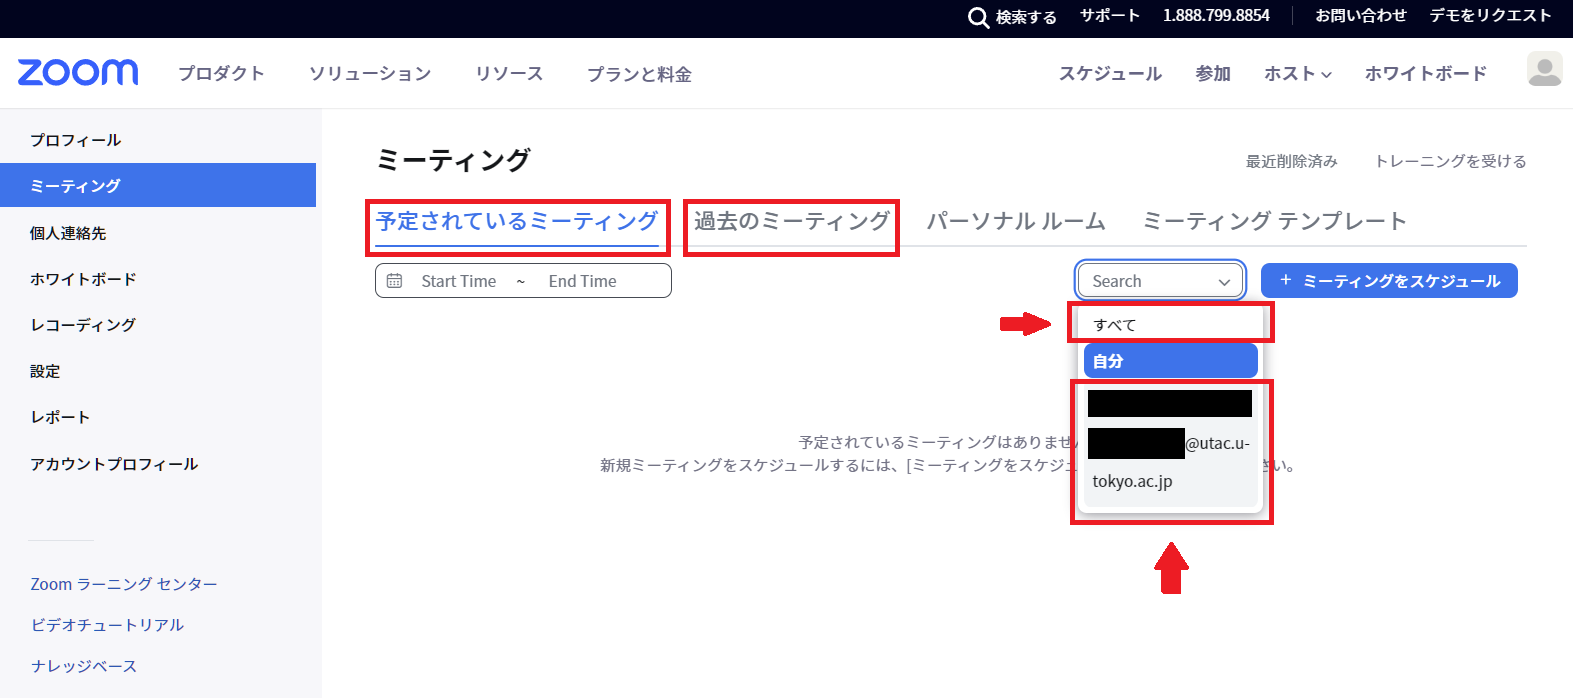 検索する サポート 1.888.799.8854 お問い合わせ デモをリクエスト
zoom プロダクト ソリューション リソース プランと料金 スケジュール 参加 ホスト ホワイトボード
プロフィール
ミーティング
個人連絡先
ホワイトボード
レコーディング
設定
レポート
アカウントプロフィール
Zoom ラーニング センター
ビデオチュートリアル
ナレッジベース
ミーティング
最近削除済み トレーニングを受ける
予定されているミーティング 過去のミーティング パーソナル ルーム ミーティング テンプレート
Start Time ~ End Time
Search
+ ミーティングをスケジュール
すべて
自分
@utac.u-
tokyo.ac.jp
予定されているミーティングはありません
新規ミーティングをスケジュールするには、[ミーティングをスケジュ さい。